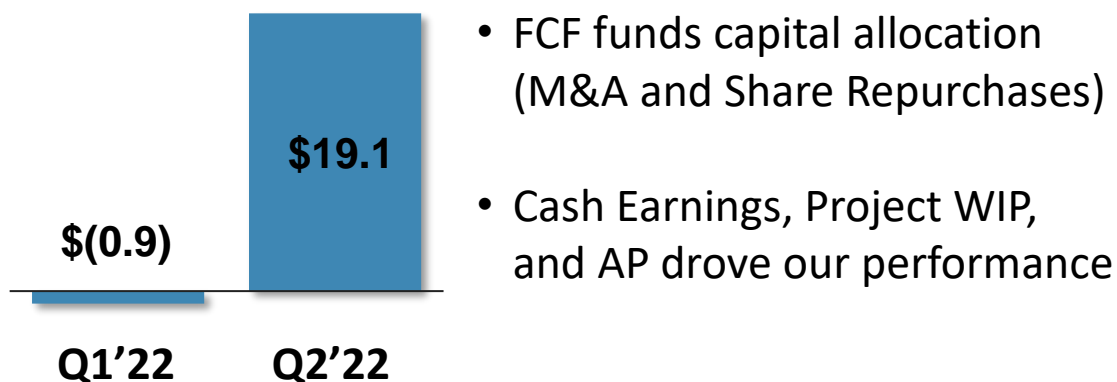 $19.1
$(0.9)
Q1’22 Q2’22
• FCF funds capital allocation
(M&A and Share Repurchases)
• Cash Earnings, Project WIP,
and AP drove our performance